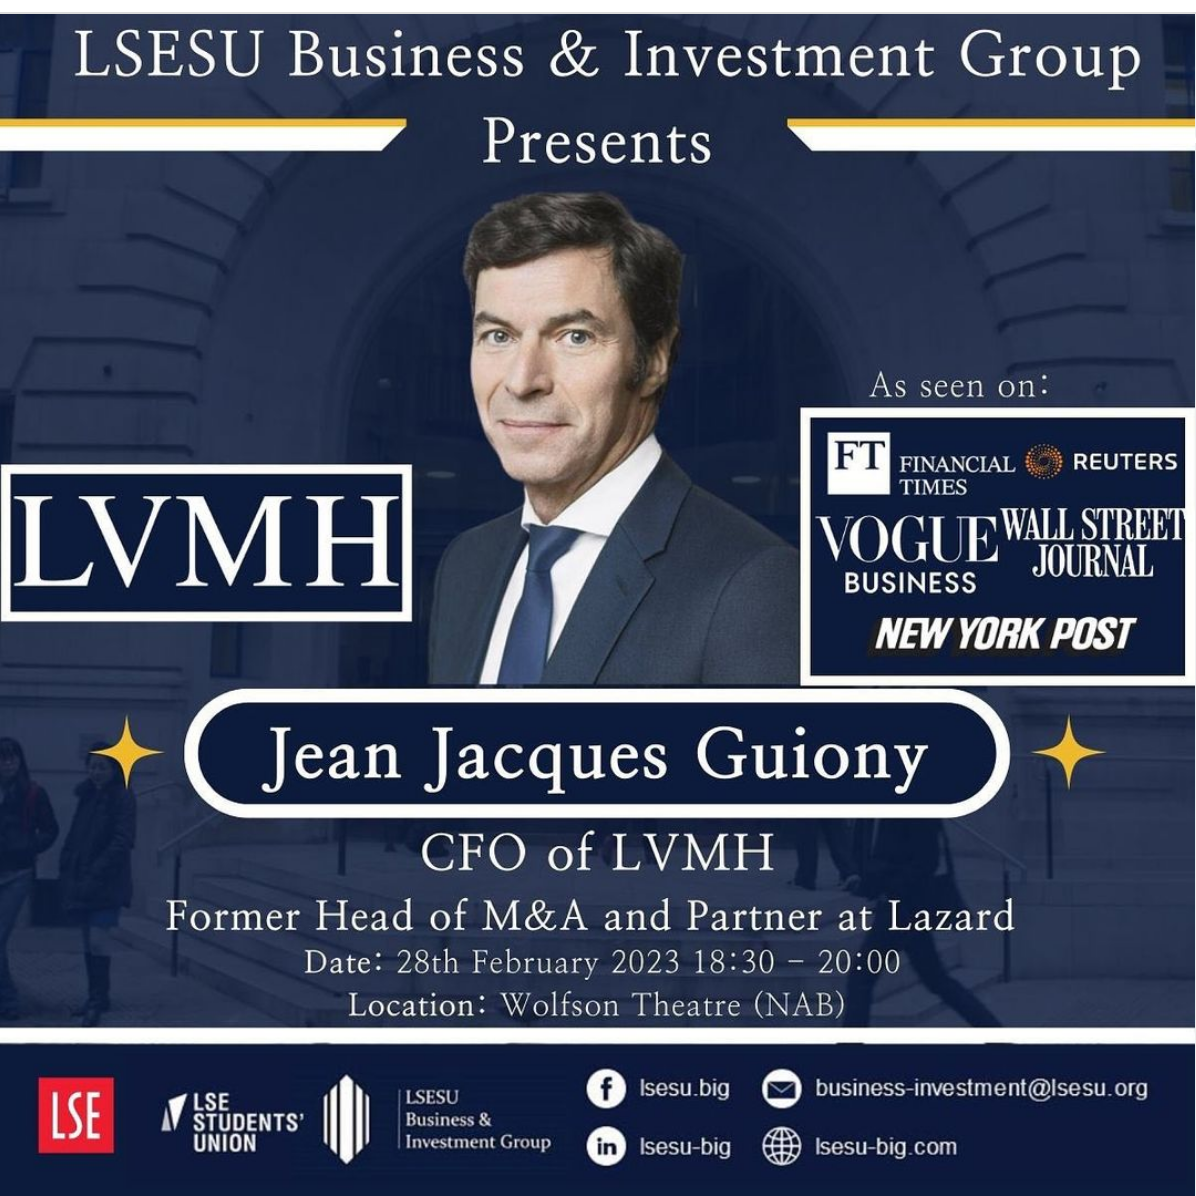 LSESU Business & Investment Group
Presents
As seen on:
FT
FINANCIAL
TIMES
REUTERS
VOGUE
BUSINESS
WALL STREET
JOURNAL
NEW YORK POST
LVMH
Jean Jacques Guiony
CFO of LVMH
Former Head of M&A and Partner at Lazard
Date: 28th February 2023 18:30 – 20:00
Location: Wolfson Theatre (NAB)
LSE
LSE
STUDENTS'
UNION
LSESU
Business &
Investment Group
lsesu.big
business-investment@lsesu.org
in
lsesu-big
lsesu-big.com